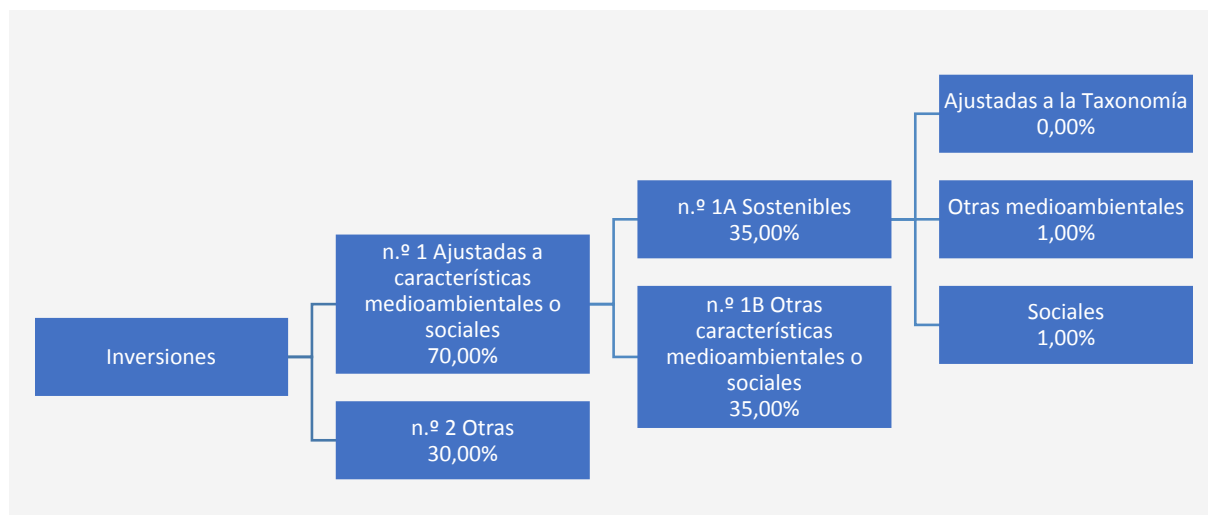 Inversiones
n.º 1 Ajustadas a
características
medioambientales o
sociales
70,00%
n.º 2 Otras
30,00%
n.º 1A Sostenibles
35,00%
n.º 1B Otras
características
medioambientales o
sociales
35,00%
Ajustadas a la Taxonomía
0,00%
Otras medioambientales
1,00%
Sociales
1,00%